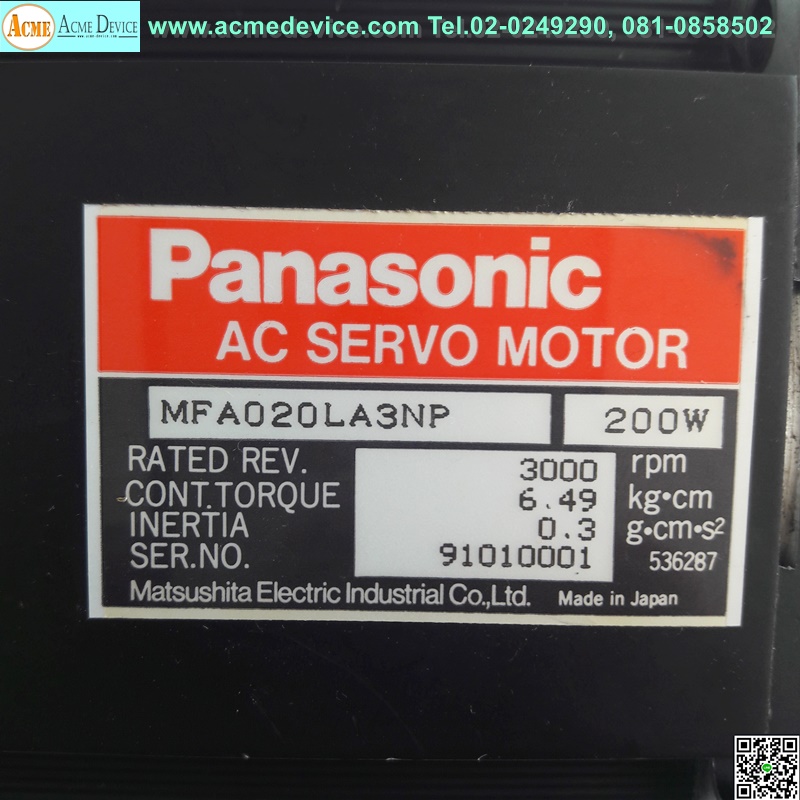 ACME ACME DEVICE www.acmedevice.com Tel.02-0249290, 081-0858502
Panasonic
AC SERVO MOTOR
MFA020LA3NP 200W
RATED REV. 3000 rpm
CONT.TORQUE 6.49 kg•cm
INERTIA 0.3 g•cm•s²
SER.NO. 91010001 536287
Matsushita Electric Industrial Co.,Ltd. Made in Japan